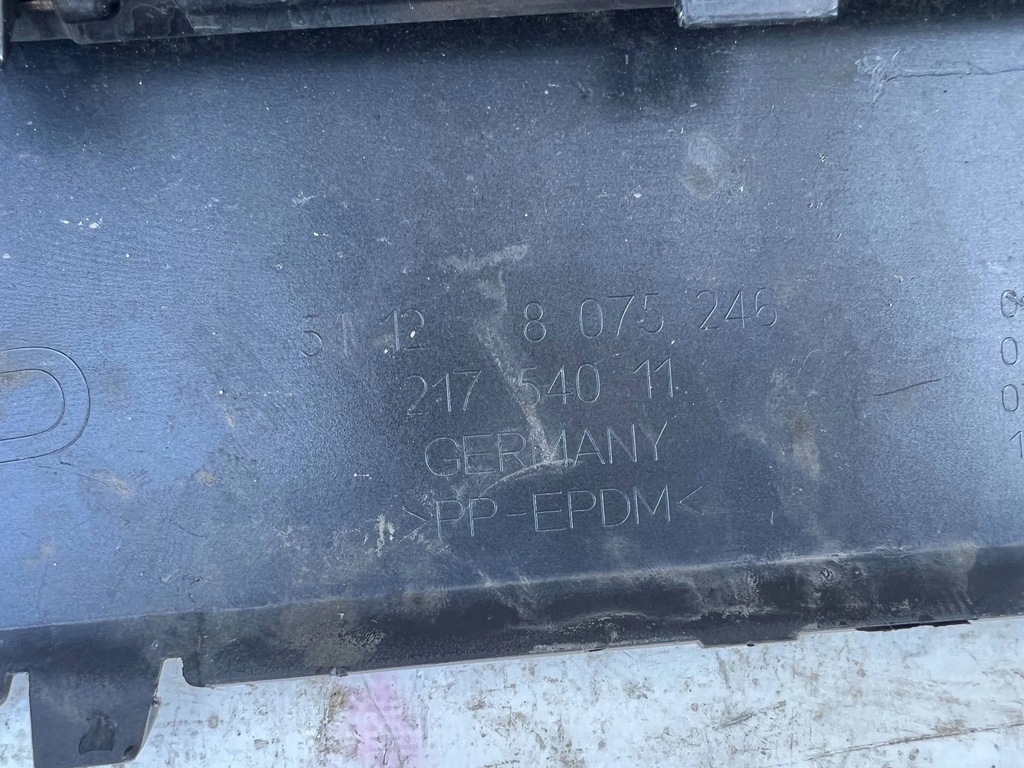 51 12 8 075 246
217 540 11
GERMANY
>PP-EPDM<